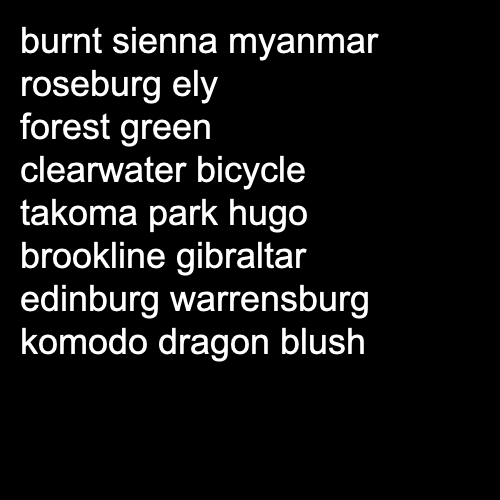 burnt sienna myanmar
roseburg ely
forest green
clearwater bicycle
takoma park hugo
brookline gibraltar
edinburg warrensburg
komodo dragon blush